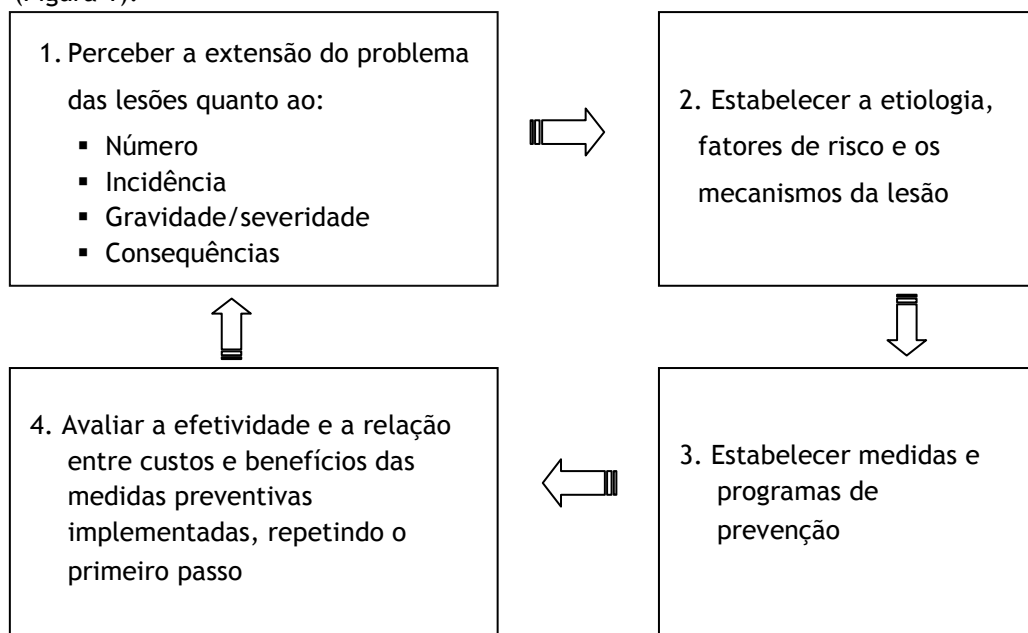 (Figura 1).
1. Perceber a extensão do problema
das lesões quanto ao:
▪ Número
▪ Incidência
▪ Gravidade/severidade
▪ Consequências
2. Estabelecer a etiologia,
fatores de risco e os
mecanismos da lesão
4. Avaliar a efetividade e a relação
entre custos e benefícios das
medidas preventivas
implementadas, repetindo o
primeiro passo
3. Estabelecer medidas e
programas de
prevenção